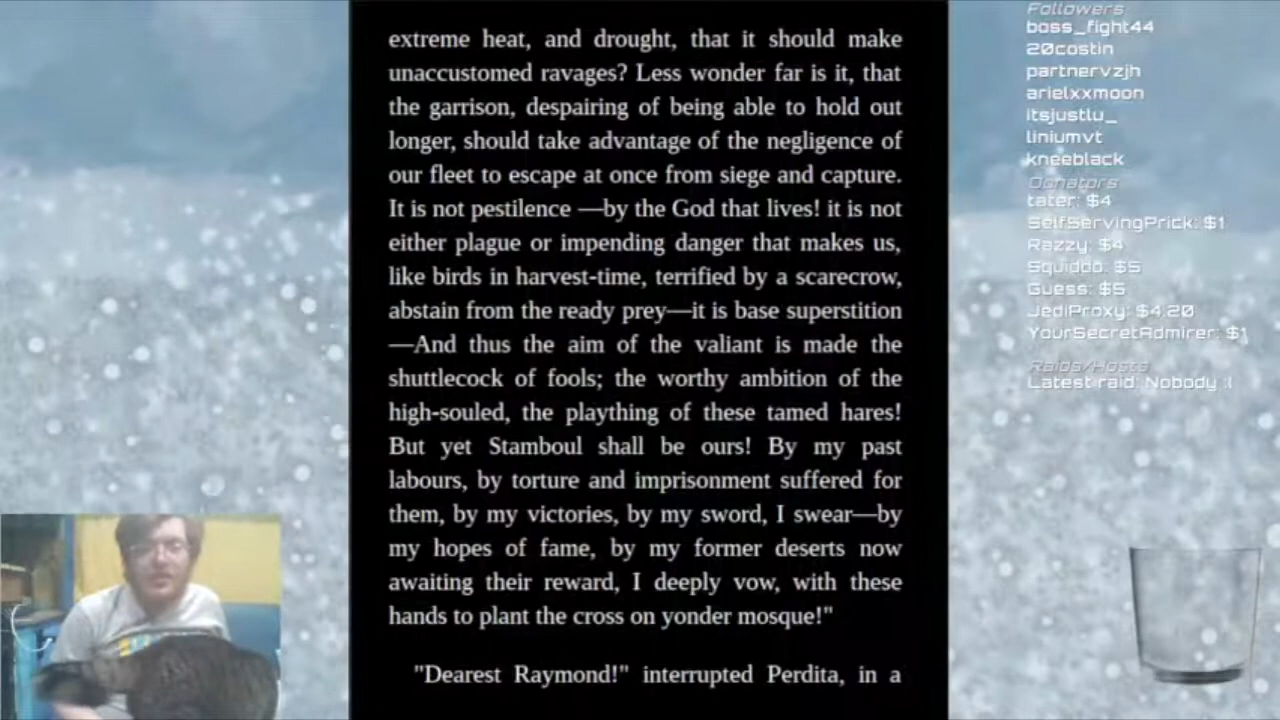 extreme heat, and drought, that it should make
unaccustomed ravages? Less wonder far is it, that
the garrison, despairing of being able to hold out
longer, should take advantage of the negligence of
our fleet to escape at once from siege and capture.
It is not pestilence —by the God that lives! it is not
either plague or impending danger that makes us,
like birds in harvest-time, terrified by a scarecrow,
abstain from the ready prey—it is base superstition
—And thus the aim of the valiant is made the
shuttlecock of fools; the worthy ambition of the
high-souled, the plaything of these tamed hares!
But yet Stamboul shall be ours! By my past
labours, by torture and imprisonment suffered for
them, by my victories, by my sword, I swear—by
my hopes of fame, by my former deserts now
awaiting their reward, I deeply vow, with these
hands to plant the cross on yonder mosque!"
"Dearest Raymond!" interrupted Perdita, in a
Followers
boss_fight44
20costin
partnervzjh
arielxxmoon
itsjustlu_
liniumvt
kneeblack
Donators
tater: $4
SelfServingPrick: $1
Razzy: $4
Squiddo: $5
Guess: $5
JediProxy: $4.20
YourSecretAdmirer: $1
Raids/Hosts
Latest raid: Nobody :(